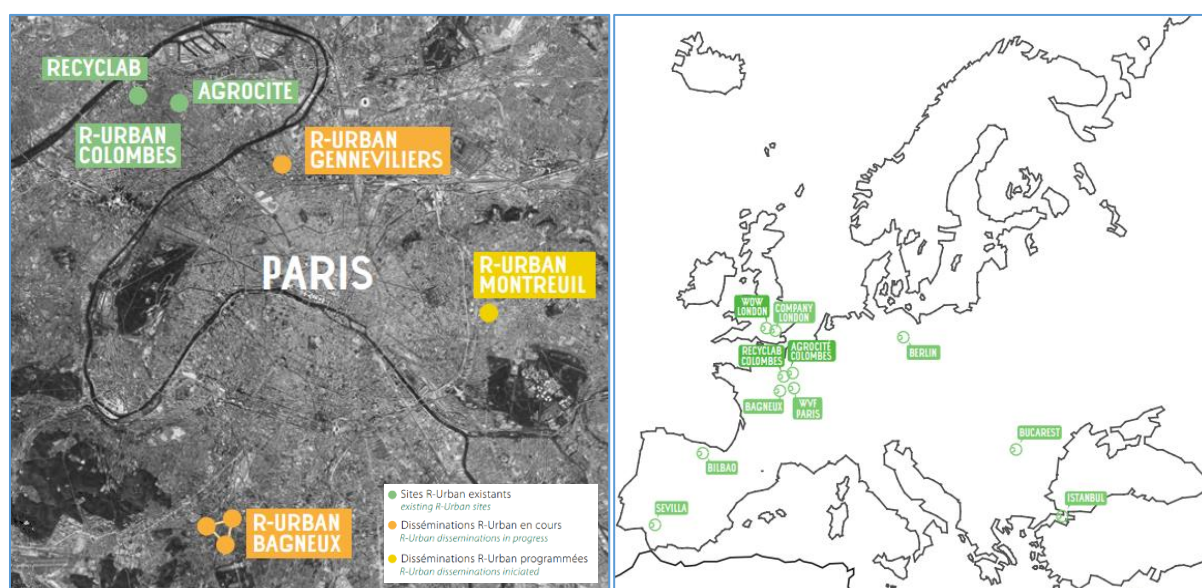 RECYCLAB
AGROCITE
R-URBAN
COLOMBES
R-URBAN
GENNEVILIERS
PARIS
R-URBAN
MONTREUIL
R-URBAN
BAGNEUX
Sites R-Urban existants
existing R-Urban sites
Disséminations R-Urban en cours
R-Urban disseminations in progress
Disséminations R-Urban programmées
R-Urban disseminations iniciated
WOW
LONDON
COMPANY
LONDON
RECYCLAB
COLOMBES
AGROCITÉ
COLOMBES
BERLIN
BAGNEUX
WVF
PARIS
BUCAREST
BILBAO
ISTANBUL
SEVILLA